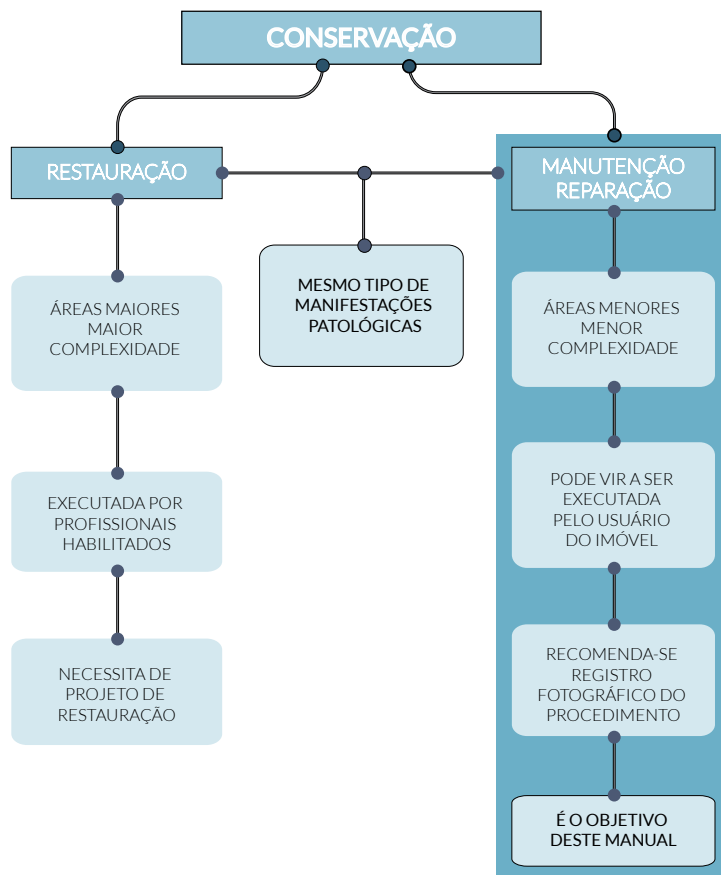 CONSERVAÇÃO
RESTAURAÇÃO
MANUTENÇÃO
REPARAÇÃO
MESMO TIPO DE
MANIFESTAÇÕES
PATOLÓGICAS
ÁREAS MAIORES
MAIOR
COMPLEXIDADE
ÁREAS MENORES
MENOR
COMPLEXIDADE
EXECUTADA POR
PROFISSIONAIS
HABILITADOS
PODE VIR A SER
EXECUTADA
PELO USUÁRIO
DO IMÓVEL
NECESSITA DE
PROJETO DE
RESTAURAÇÃO
RECOMENDA-SE
REGISTRO
FOTOGRÁFICO DO
PROCEDIMENTO
É O OBJETIVO
DESTE MANUAL